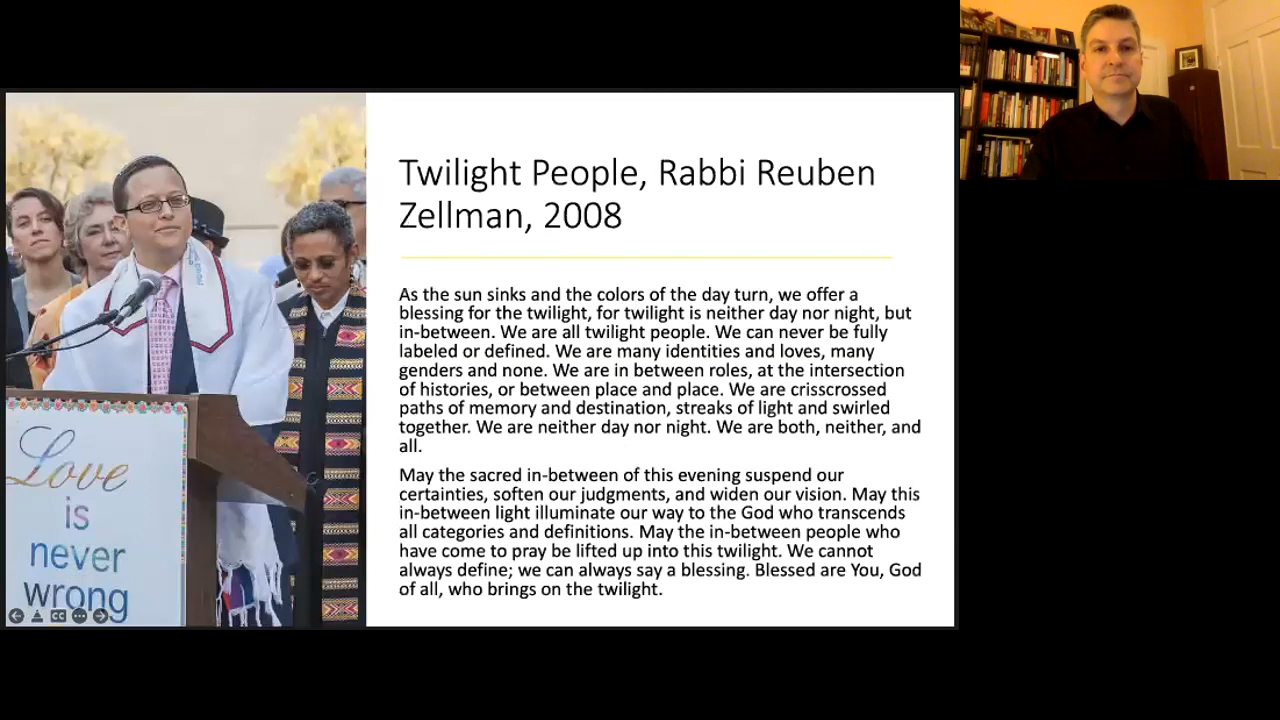 Twilight People, Rabbi Reuben
Zellman, 2008
As the sun sinks and the colors of the day turn, we offer a
blessing for the twilight, for twilight is neither day nor night, but
in-between. We are all twilight people. We can never be fully
labeled or defined. We are many identities and loves, many
genders and none. We are in between roles, at the intersection
of histories, or between place and place. We are crisscrossed
paths of memory and destination, streaks of light and swirled
together. We are neither day nor night. We are both, neither, and
all.
May the sacred in-between of this evening suspend our
certainties, soften our judgments, and widen our vision. May this
in-between light illuminate our way to the God who transcends
all categories and definitions. May the in-between people who
have come to pray be lifted up into this twilight. We cannot
always define; we can always say a blessing. Blessed are You, God
of all, who brings on the twilight.
Love
is
never
wrong
CC